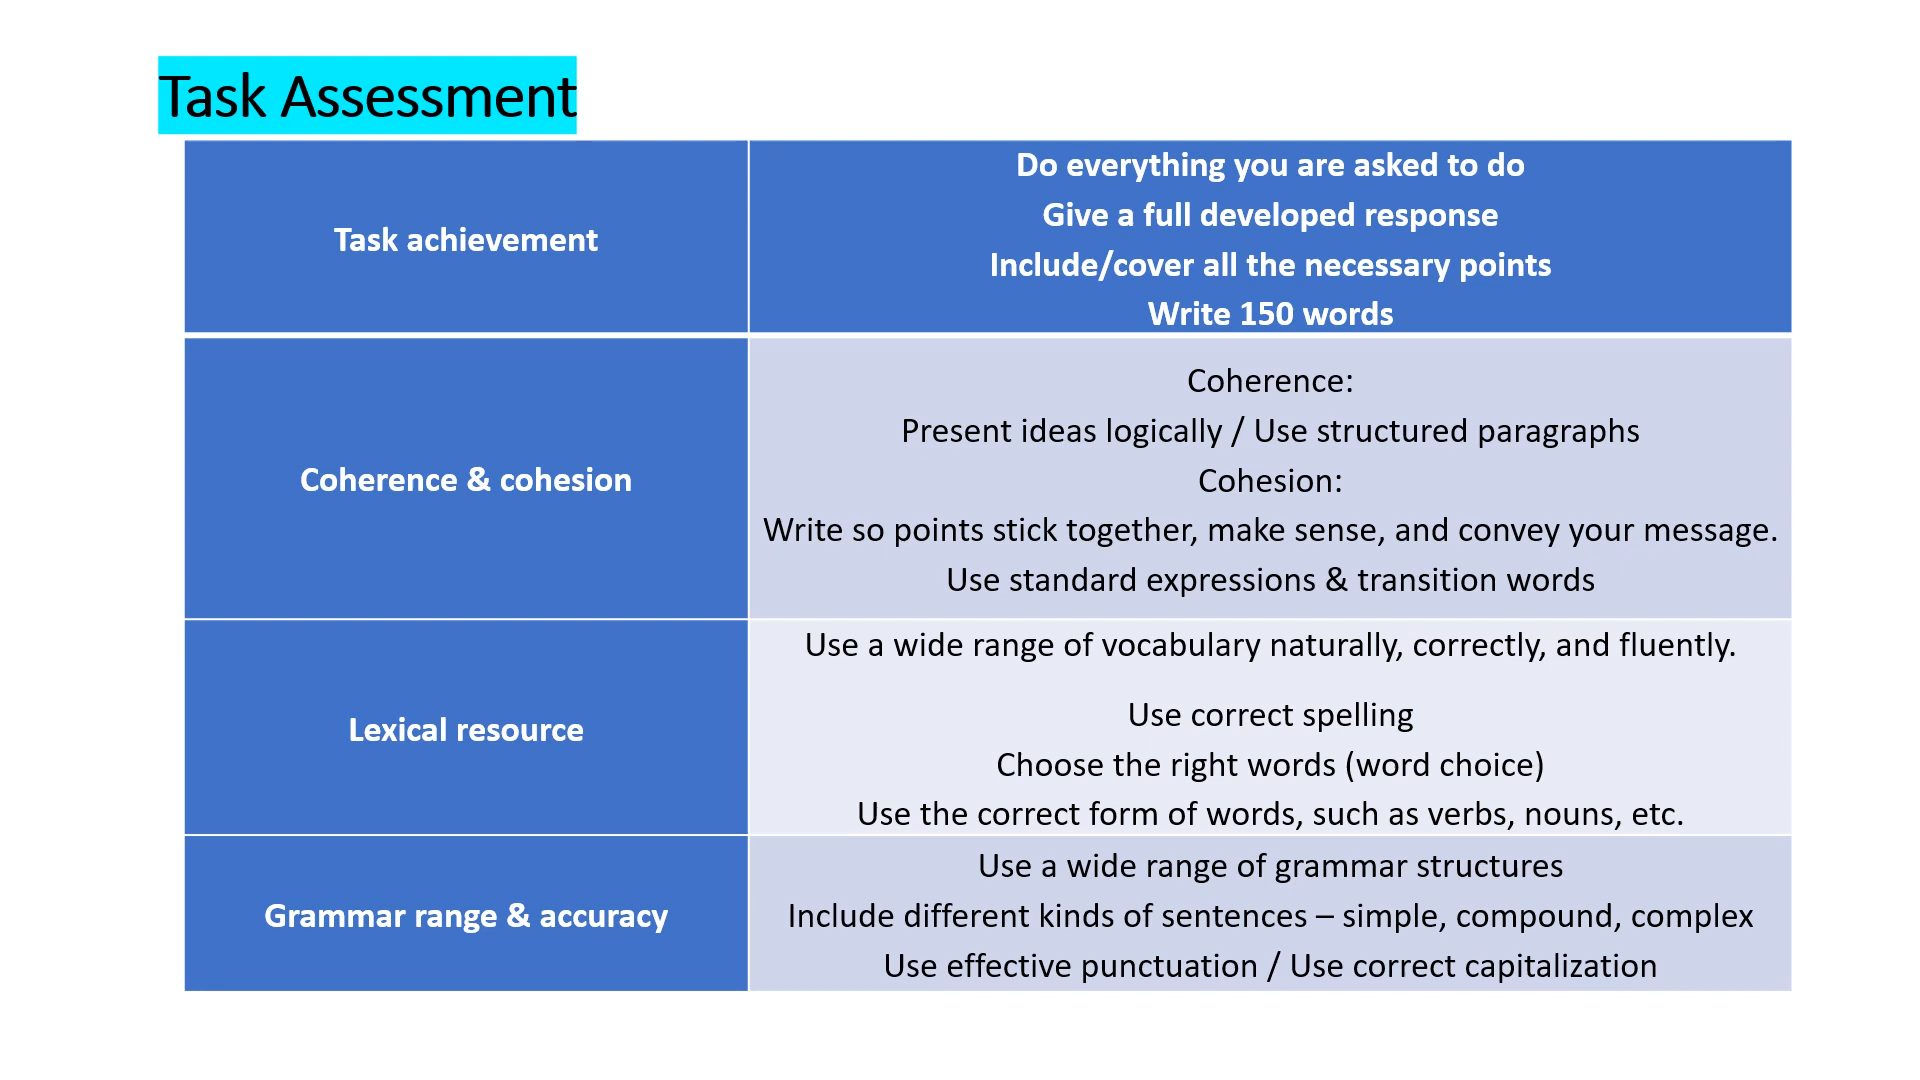 Task Assessment
Task achievement
Do everything you are asked to do
Give a full developed response
Include/cover all the necessary points
Write 150 words
Coherence & cohesion
Coherence:
Present ideas logically / Use structured paragraphs
Cohesion:
Write so points stick together, make sense, and convey your message.
Use standard expressions & transition words
Lexical resource
Use a wide range of vocabulary naturally, correctly, and fluently.
Use correct spelling
Choose the right words (word choice)
Use the correct form of words, such as verbs, nouns, etc.
Grammar range & accuracy
Use a wide range of grammar structures
Include different kinds of sentences – simple, compound, complex
Use effective punctuation / Use correct capitalization